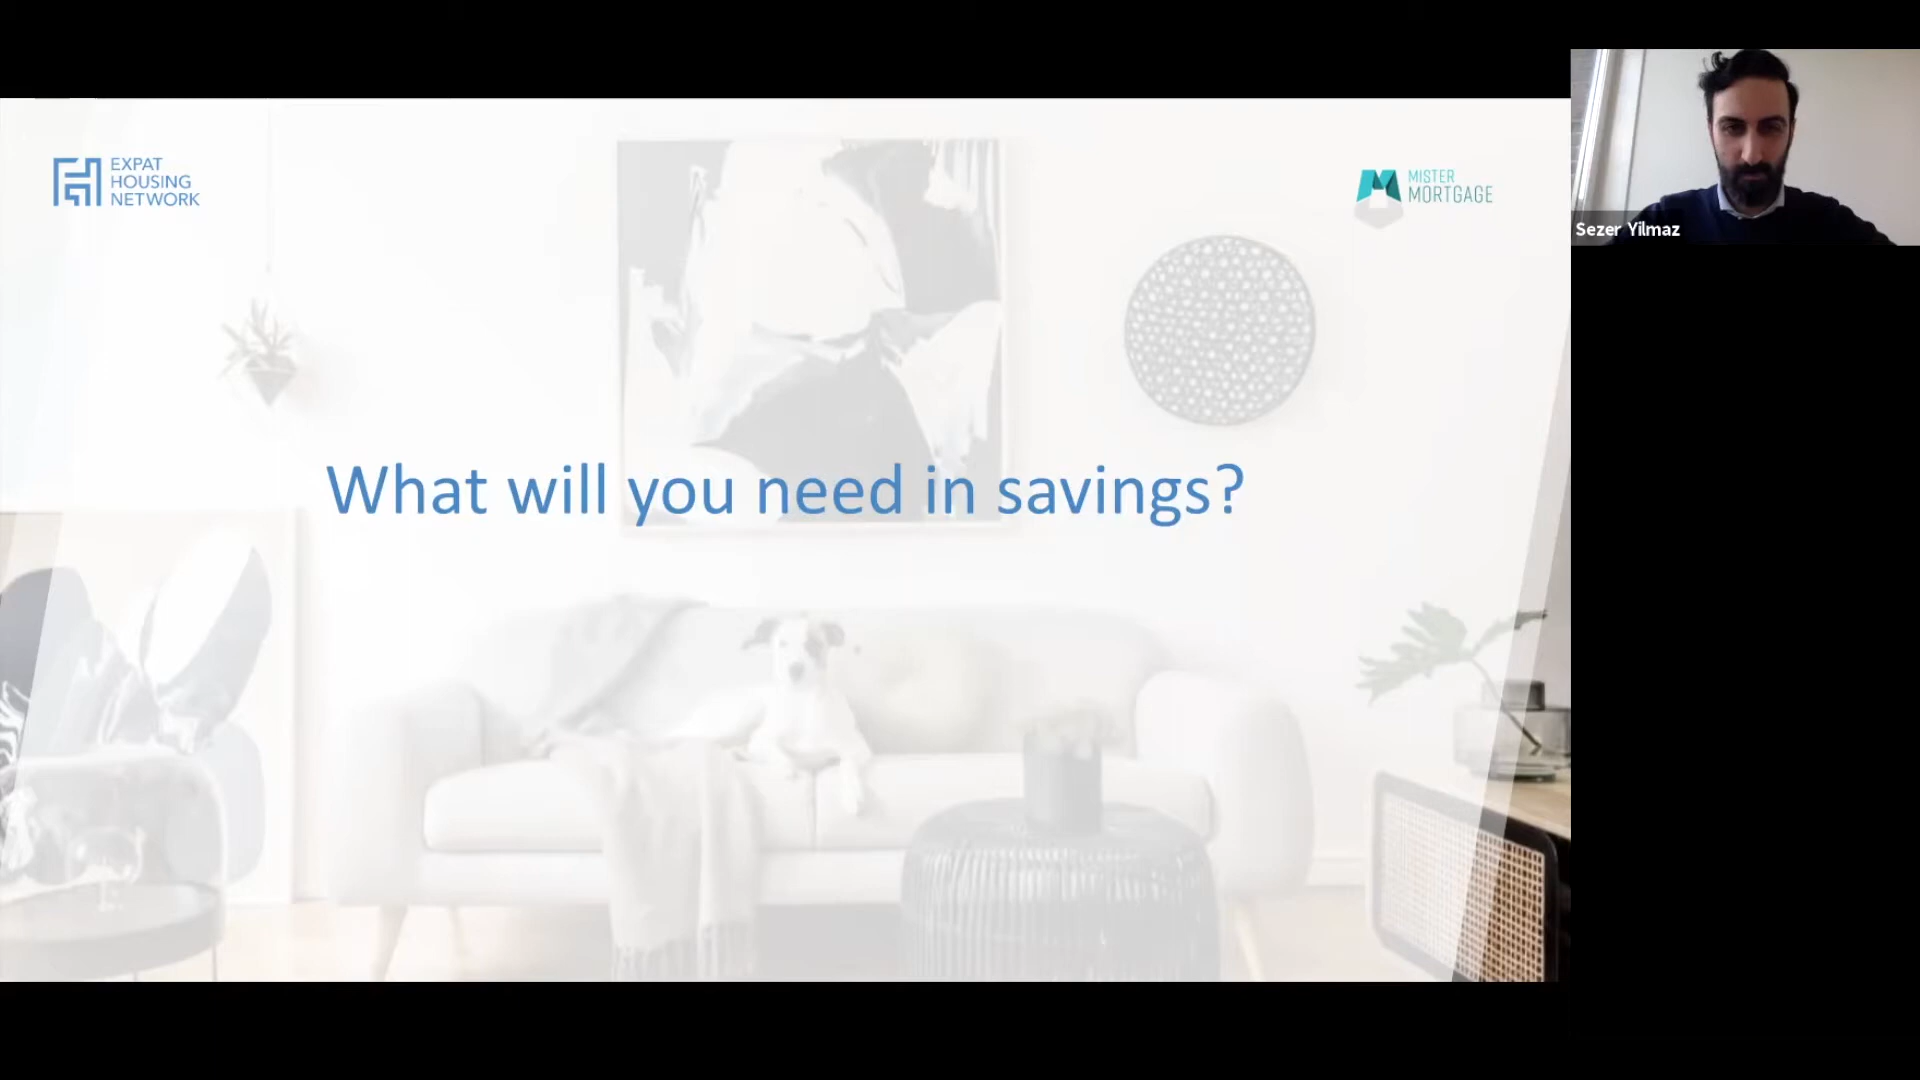 EXPAT
HOUSING
NETWORK
MISTER
MORTGAGE
Sezer Yilmaz
What will you need in savings?